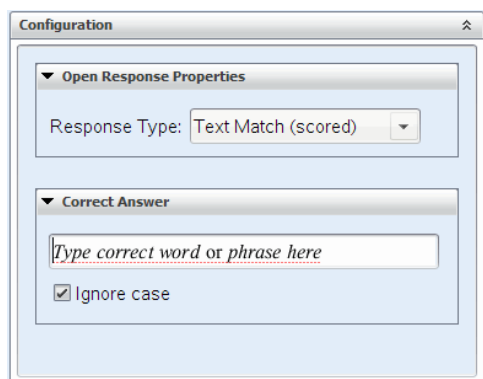 Configuration
Open Response Properties
Response Type: Text Match (scored)
Correct Answer
Type correct word or phrase here
Ignore case